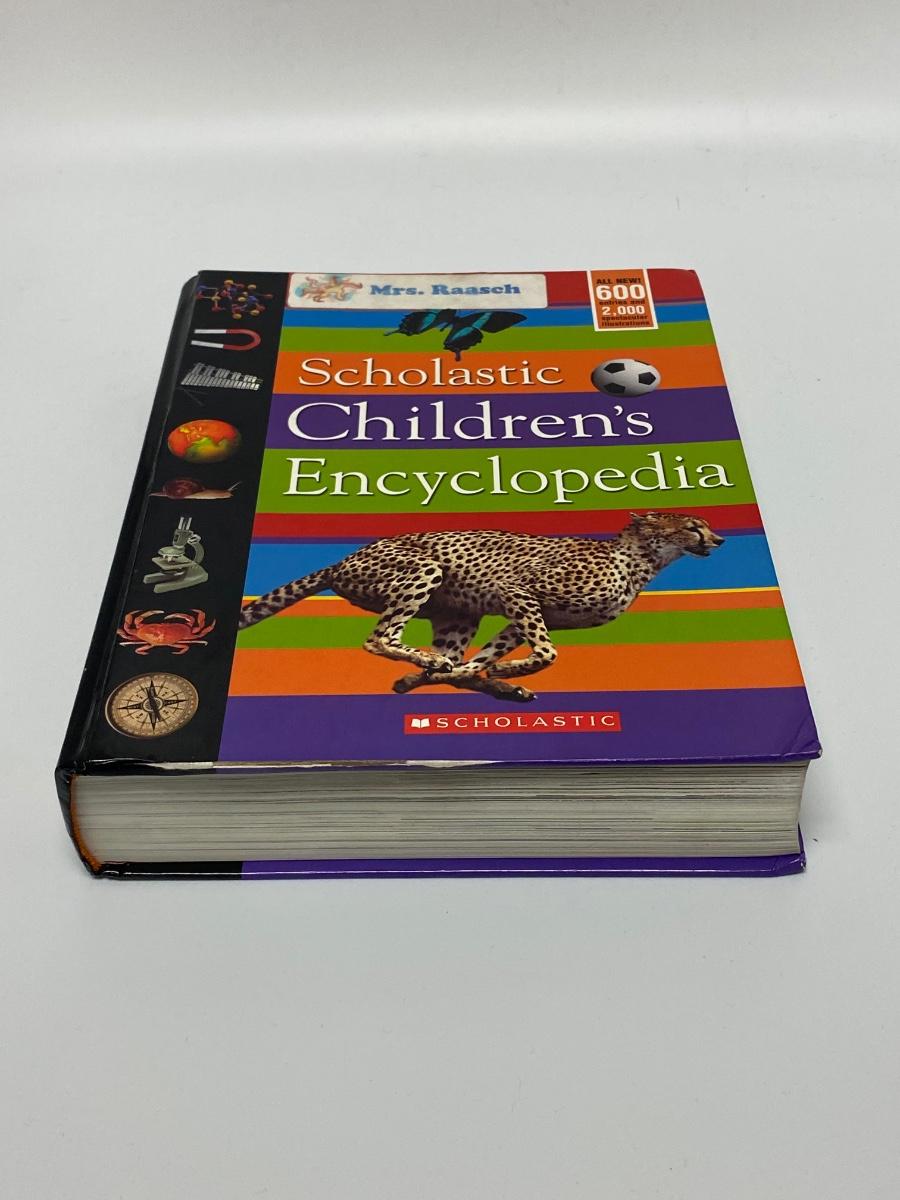 Mrs. Raasch
ALL NEW!
600
entries and
2,000
spectacular
illustrations
Scholastic
Children's
Encyclopedia
SCHOLASTIC